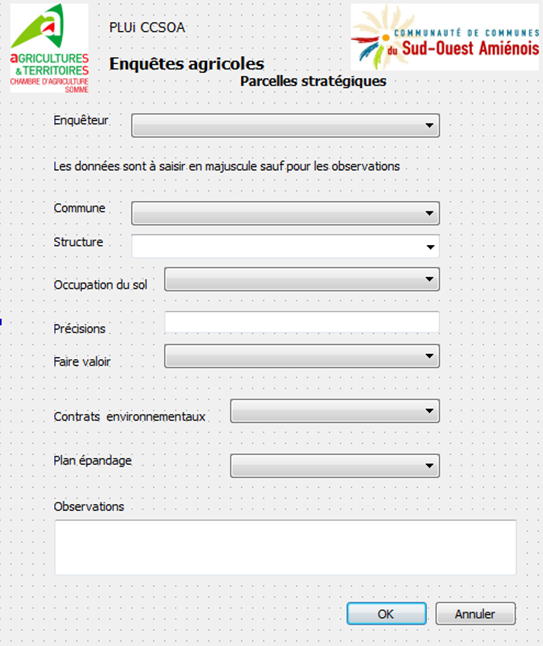 PLUi CCSOA
AGRICULTURES
& TERRITOIRES
CHAMBRE D'AGRICULTURE
SOMME
COMMUNAUTÉ DE COMMUNES
du Sud-Ouest Amiénois
Enquêtes agricoles
Parcelles stratégiques
Enquêteur
Les données sont à saisir en majuscule sauf pour les observations
Commune
Structure
Occupation du sol
Précisions
Faire valoir
Contrats environnementaux
Plan épandage
Observations
OK
Annuler